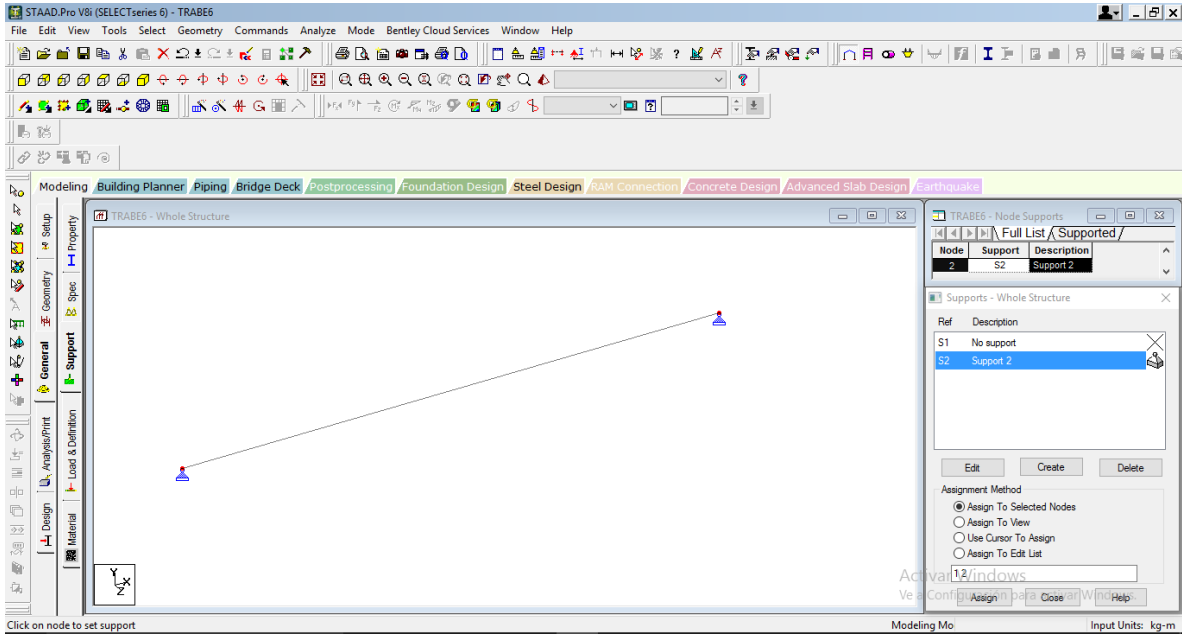 STAAD.Pro V8i (SELECTseries 6) - TRABE6
File Edit View Tools Select Geometry Commands Analyze Mode Bentley Cloud Services Window Help
Modeling Building Planner Piping Bridge Deck Postprocessing Foundation Design Steel Design RAM Connection Concrete Design Advanced Slab Design Earthquake
Setup
Geometry
General
Analysis/Print
Design
Property
Spec
Support
Load & Definition
Material
TRABE6 - Whole Structure
Y
X
Z
TRABE6 - Node Supports
Full List Supported
Node Support Description
2 S2 Support 2
Supports - Whole Structure
Ref Description
S1 No support
S2 Support 2
Edit Create Delete
Assignment Method
Assign To Selected Nodes
Assign To View
Use Cursor To Assign
Assign To Edit List
1,2
Assign Close Help
Activar Windows
Ve a Configuración para activar Windows.
Click on node to set support
Modeling Mo
Input Units: kg-m